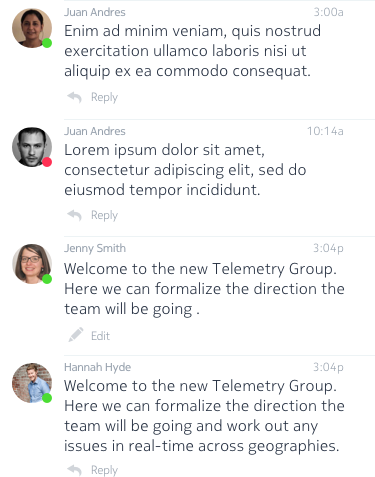 Juan Andres 3:00a
Enim ad minim veniam, quis nostrud
exercitation ullamco laboris nisi ut
aliquip ex ea commodo consequat.
Reply
Juan Andres 10:14a
Lorem ipsum dolor sit amet,
consectetur adipiscing elit, sed do
eiusmod tempor incididunt.
Reply
Jenny Smith 3:04p
Welcome to the new Telemetry Group.
Here we can formalize the direction the
team will be going .
Edit
Hannah Hyde 3:04p
Welcome to the new Telemetry Group.
Here we can formalize the direction the
team will be going and work out any
issues in real-time across geographies.
Reply